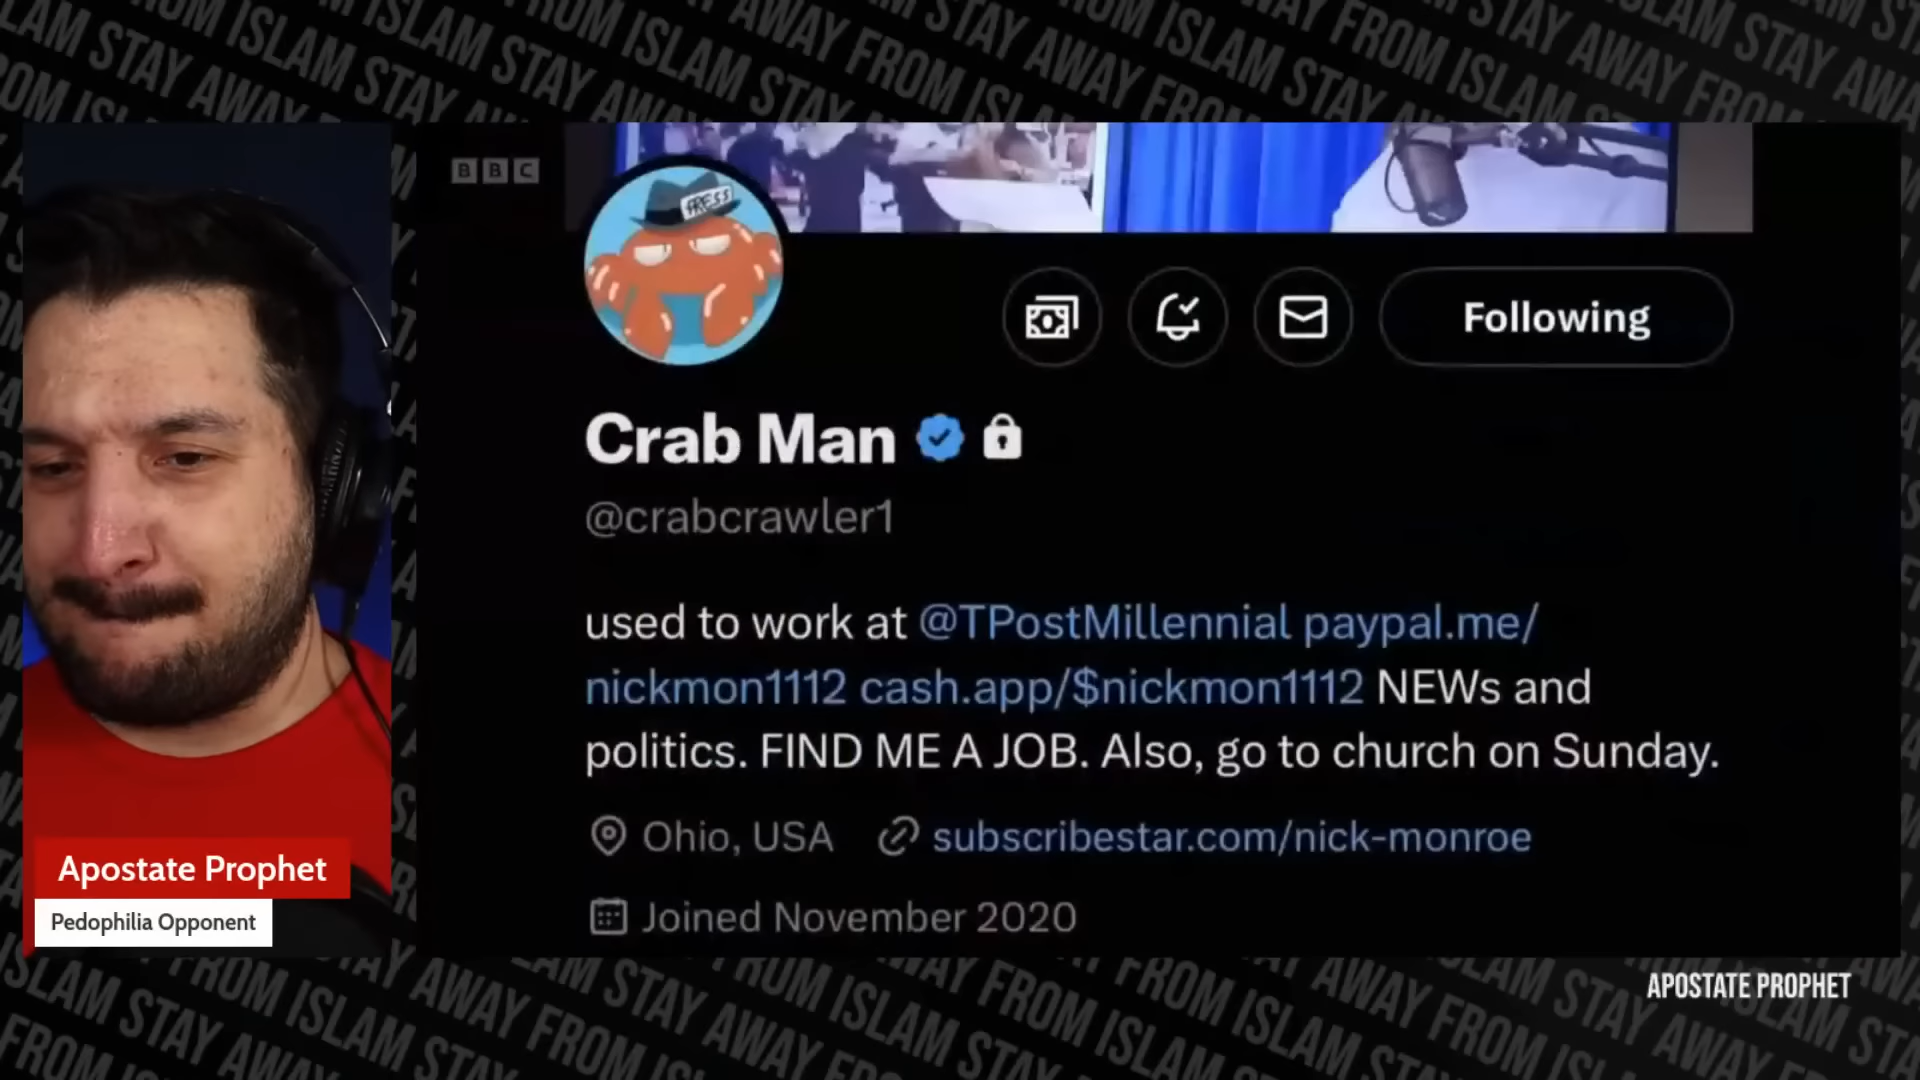 BBC
PRESS
Following
Crab Man
@crabcrawler1
used to work at @TPostMillennial paypal.me/
nickmon1112 cash.app/$nickmon1112 NEWs and
politics. FIND ME A JOB. Also, go to church on Sunday.
Ohio, USA subscribestar.com/nick-monroe
Joined November 2020
Apostate Prophet
Pedophilia Opponent
APOSTATE PROPHET
STAY AWAY FROM ISLAM STAY AWAY FROM ISLAM